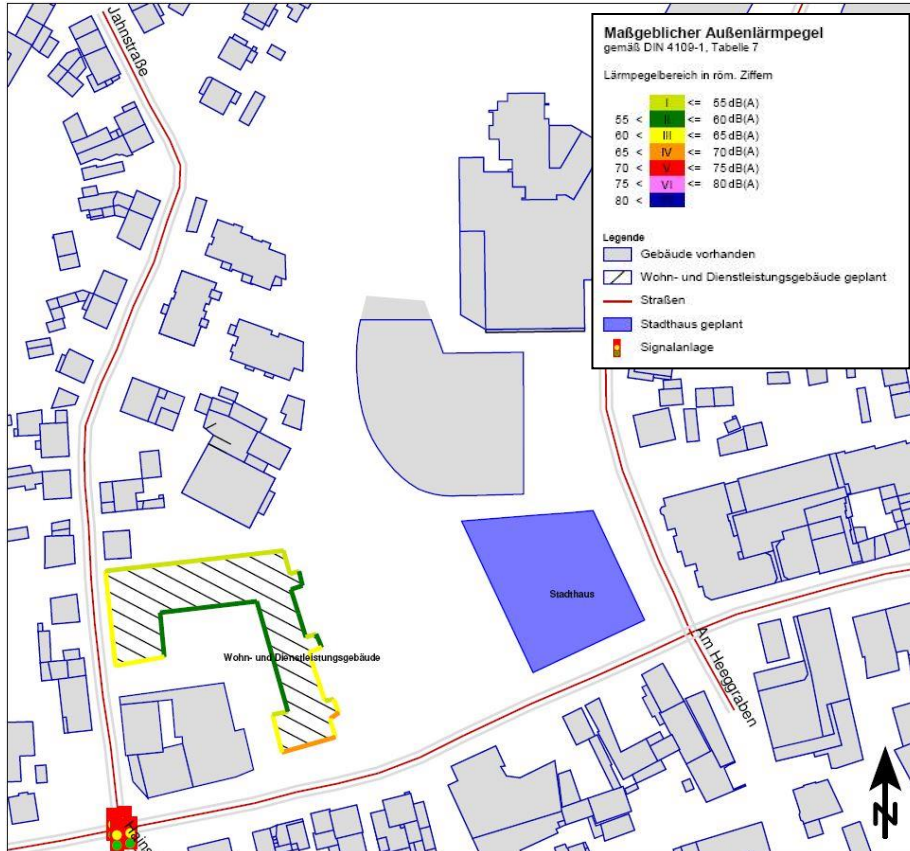 Jahnstraße
Maßgeblicher Außenlärmpegel
gemäß DIN 4109-1, Tabelle 7
Lärmpegelbereich in röm. Ziffern
I <= 55 dB(A)
55 < II <= 60 dB(A)
60 < III <= 65 dB(A)
65 < IV <= 70 dB(A)
70 < V <= 75 dB(A)
75 < VI <= 80 dB(A)
80 <
Legende
Gebäude vorhanden
Wohn- und Dienstleistungsgebäude geplant
Straßen
Stadthaus geplant
Signalanlage
Stadthaus
Wohn- und Dienstleistungsgebäude
Am Heeggraben
Hains
N